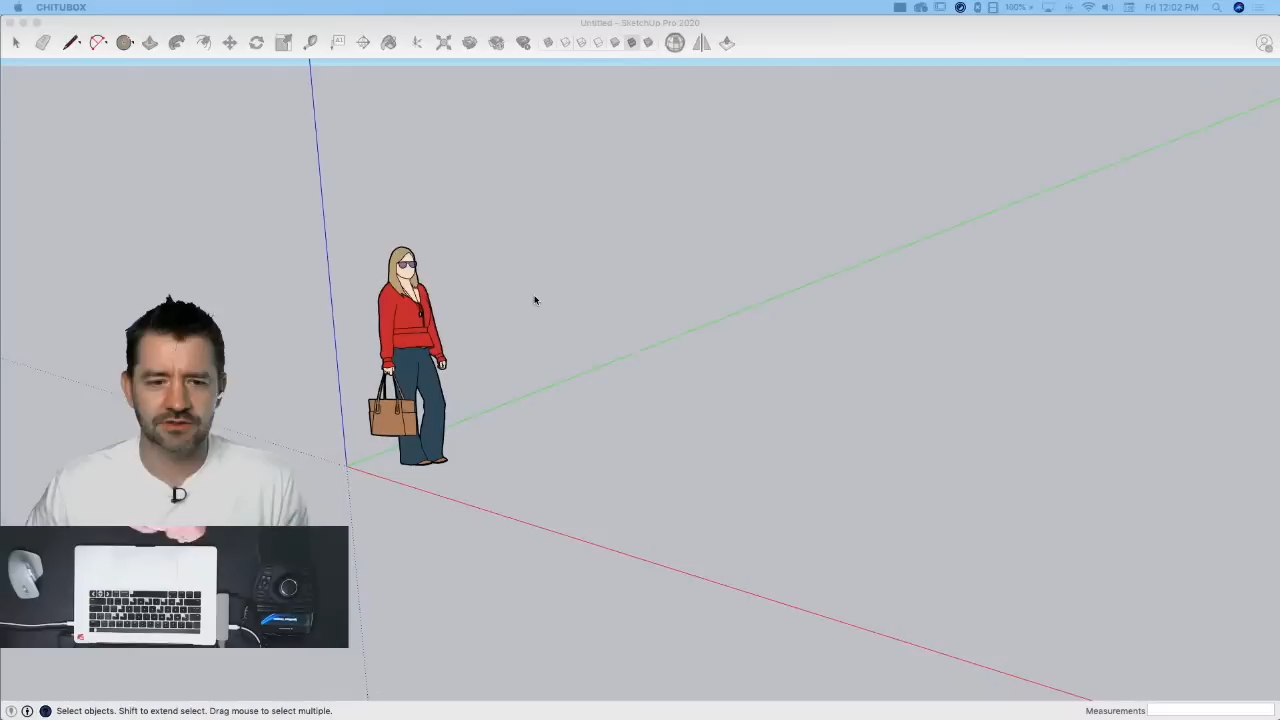 CHITUBOX
100%
Fri 12:02 PM
Untitled - SketchUp Pro 2020
A1
D
Select objects. Shift to extend select. Drag mouse to select multiple.
Measurements